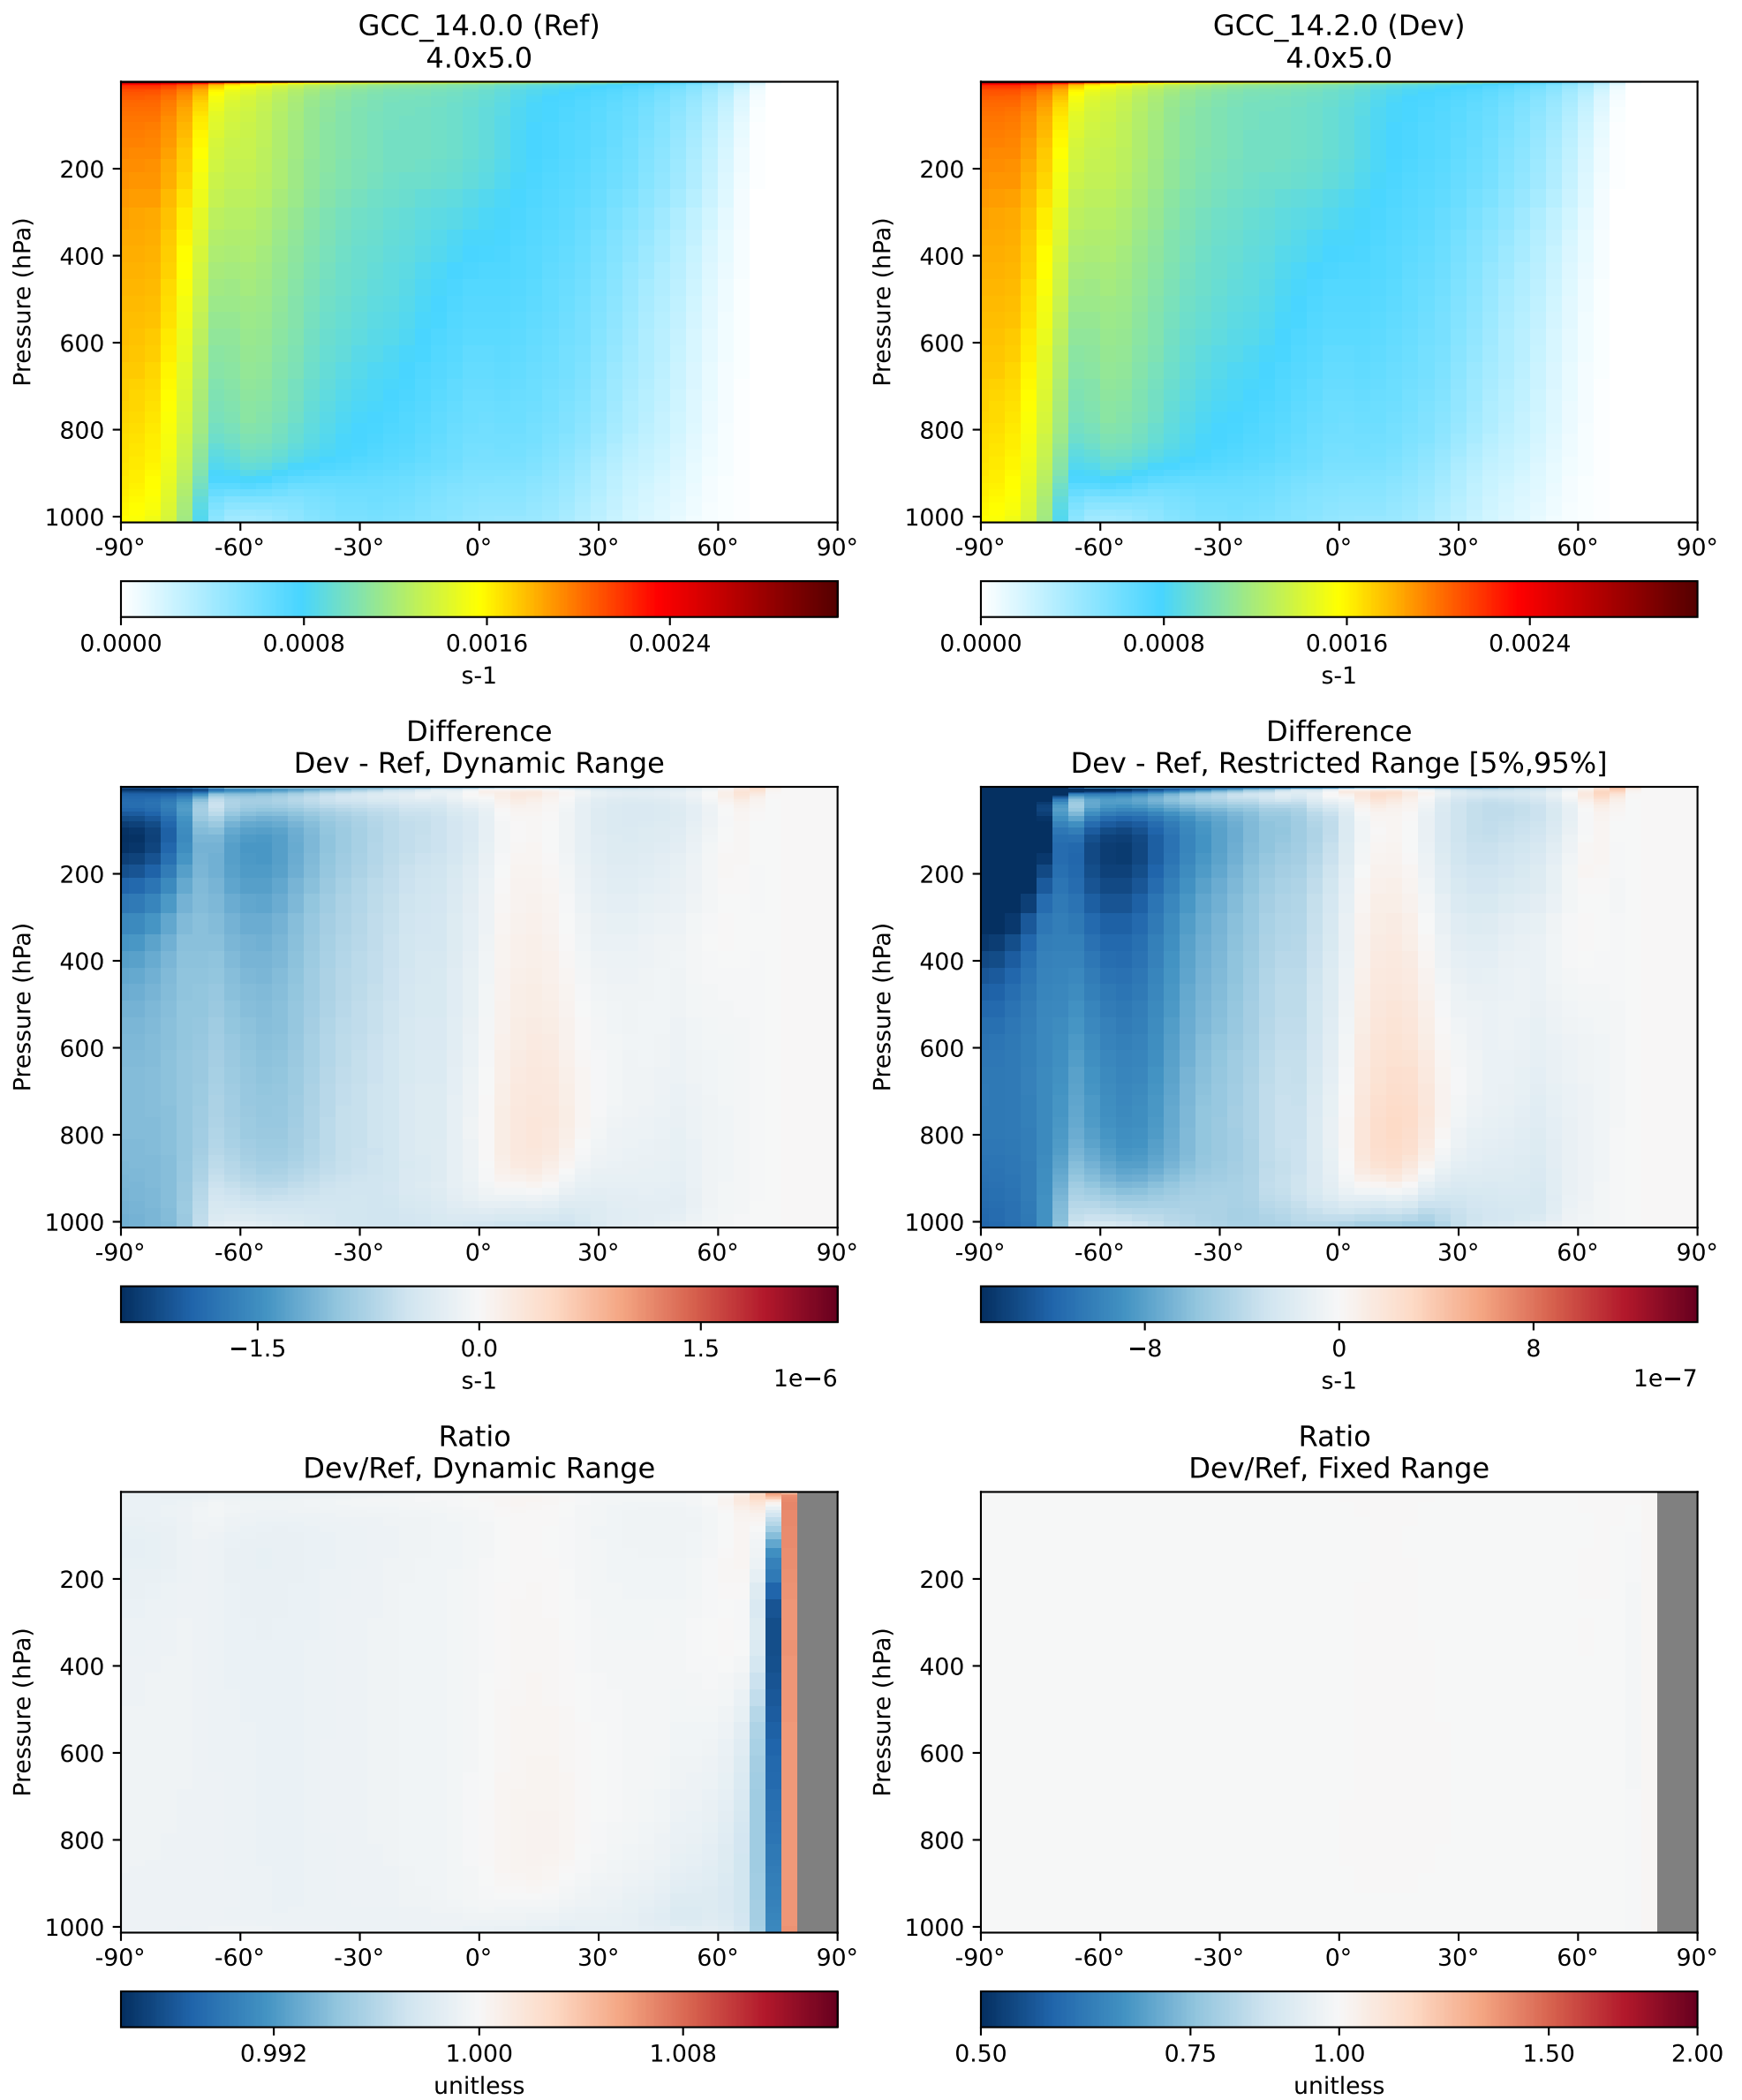 GCC_14.0.0 (Ref)
4.0x5.0
GCC_14.2.0 (Dev)
4.0x5.0
Pressure (hPa)
200
400
600
800
1000
-90° -60° -30° 0° 30° 60° 90°
0.0000 0.0008 0.0016 0.0024
s-1
Pressure (hPa)
200
400
600
800
1000
-90° -60° -30° 0° 30° 60° 90°
0.0000 0.0008 0.0016 0.0024
s-1
Difference
Dev - Ref, Dynamic Range
Pressure (hPa)
200
400
600
800
1000
-90° -60° -30° 0° 30° 60° 90°
−1.5 0.0 1.5
s-1 1e−6
Difference
Dev - Ref, Restricted Range [5%,95%]
Pressure (hPa)
200
400
600
800
1000
-90° -60° -30° 0° 30° 60° 90°
−8 0 8
s-1 1e−7
Ratio
Dev/Ref, Dynamic Range
Pressure (hPa)
200
400
600
800
1000
-90° -60° -30° 0° 30° 60° 90°
0.992 1.000 1.008
unitless
Ratio
Dev/Ref, Fixed Range
Pressure (hPa)
200
400
600
800
1000
-90° -60° -30° 0° 30° 60° 90°
0.50 0.75 1.00 1.50 2.00
unitless